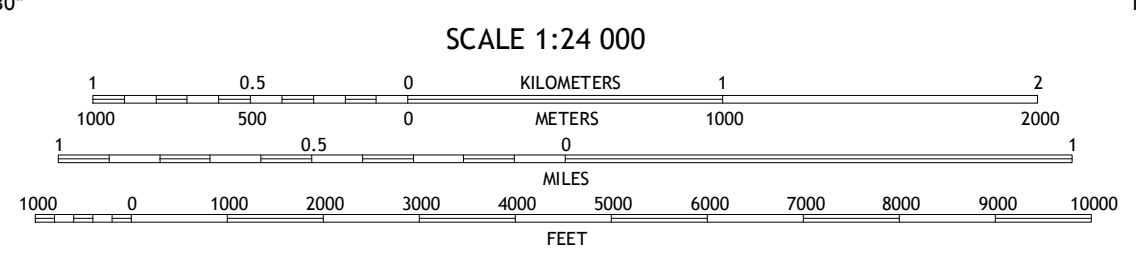 30"
SCALE 1:24 000
1 0.5 0 KILOMETERS 1 2
1000 500 0 METERS 1000 2000
1 0.5 0 1
MILES
1000 0 1000 2000 3000 4000 5000 6000 7000 8000 9000 10000
FEET